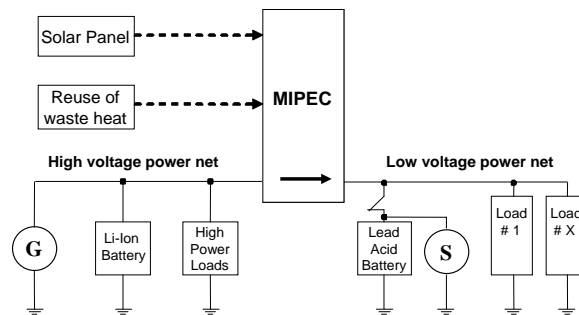 Solar Panel
Reuse of
waste heat
MIPEC
High voltage power net
Low voltage power net
G
Li-Ion
Battery
High
Power
Loads
Lead
Acid
Battery
S
Load
# 1
Load
# X